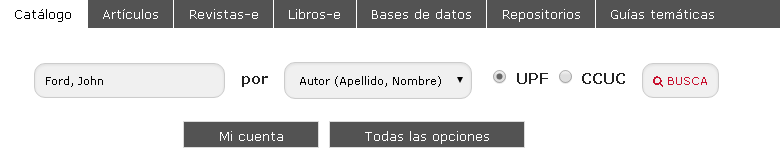 Catálogo Artículos Revistas-e Libros-e Bases de datos Repositorios Guías temáticas
Ford, John por Autor (Apellido, Nombre) UPF CCUC BUSCA
Mi cuenta Todas las opciones